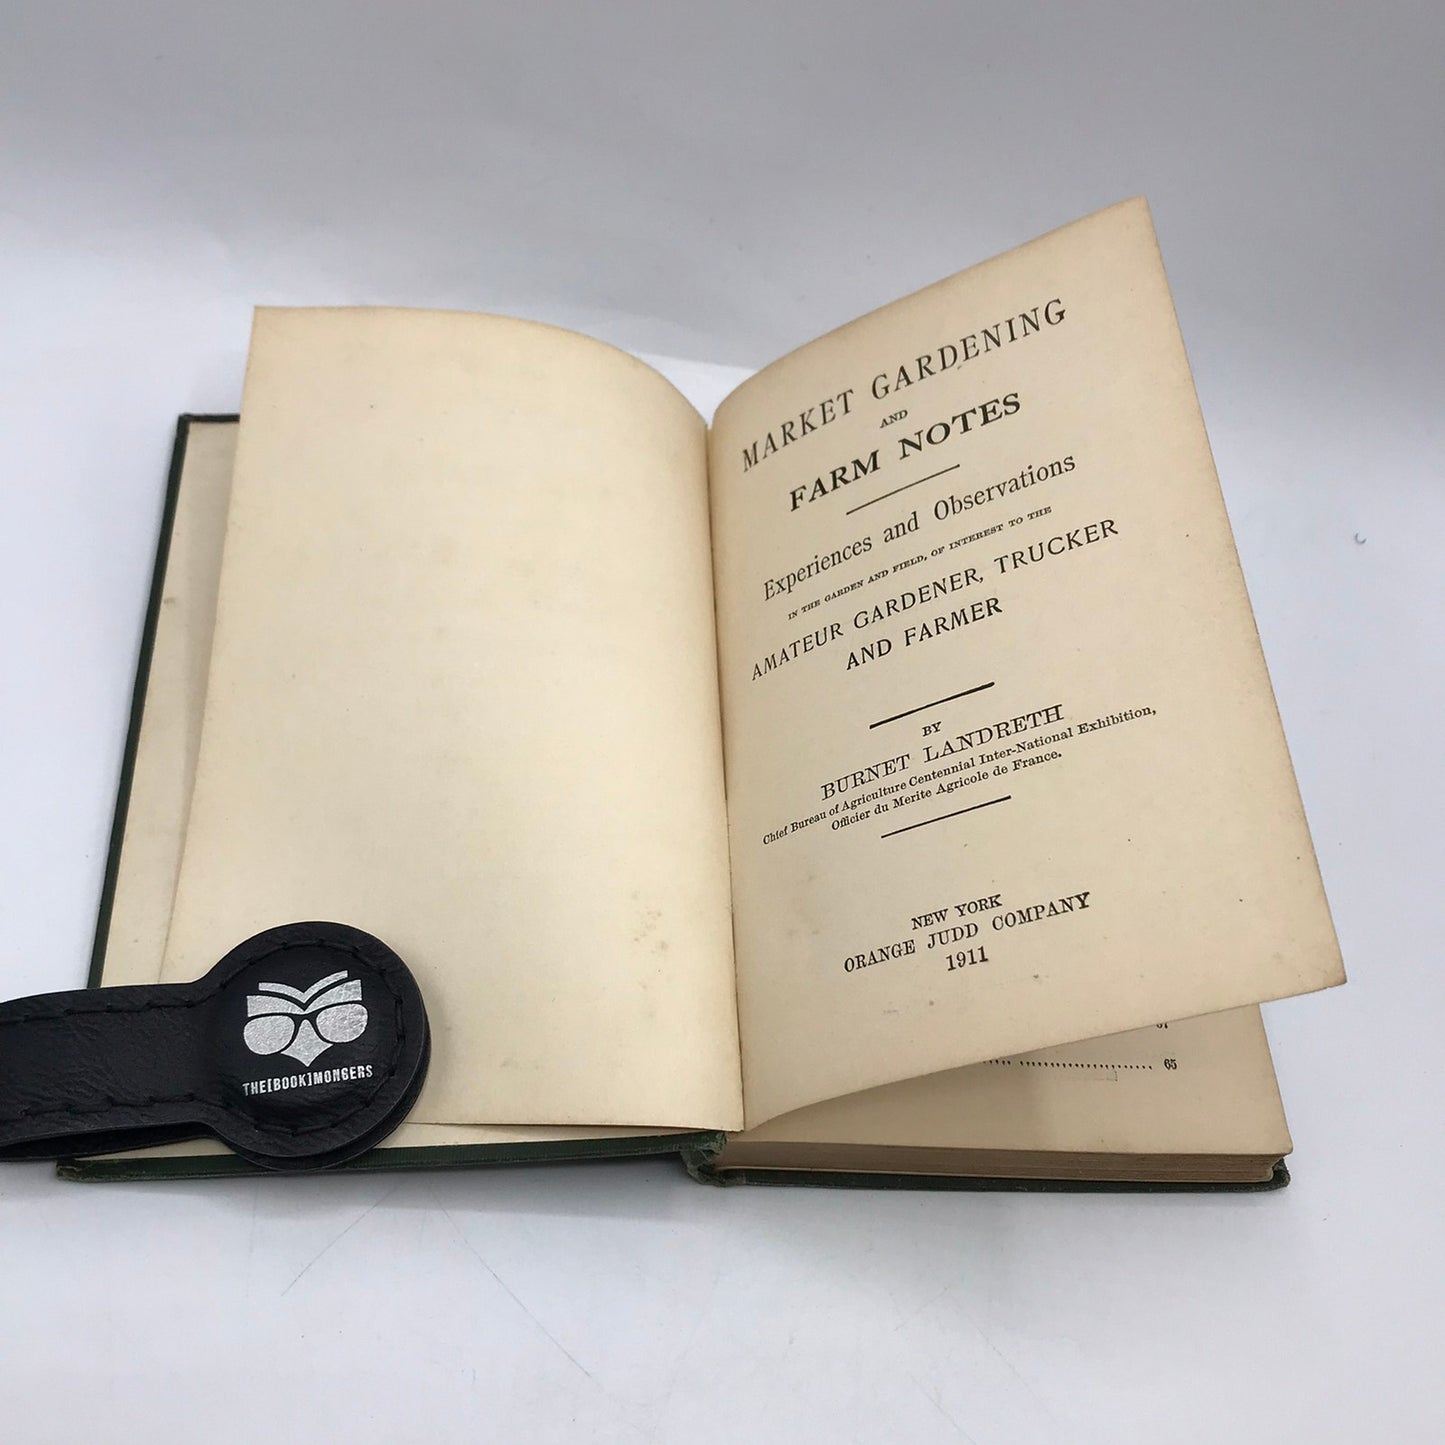 MARKET GARDENING
AND
FARM NOTES
Experiences and Observations
IN THE GARDEN AND FIELD, OF INTEREST TO THE
AMATEUR GARDENER, TRUCKER
AND FARMER
BY
BURNET LANDRETH
Chief Bureau of Agriculture Centennial Inter-National Exhibition,
Officier du Merite Agricole de France.
NEW YORK
ORANGE JUDD COMPANY
1911
65
THE[BOOK]MONGERS